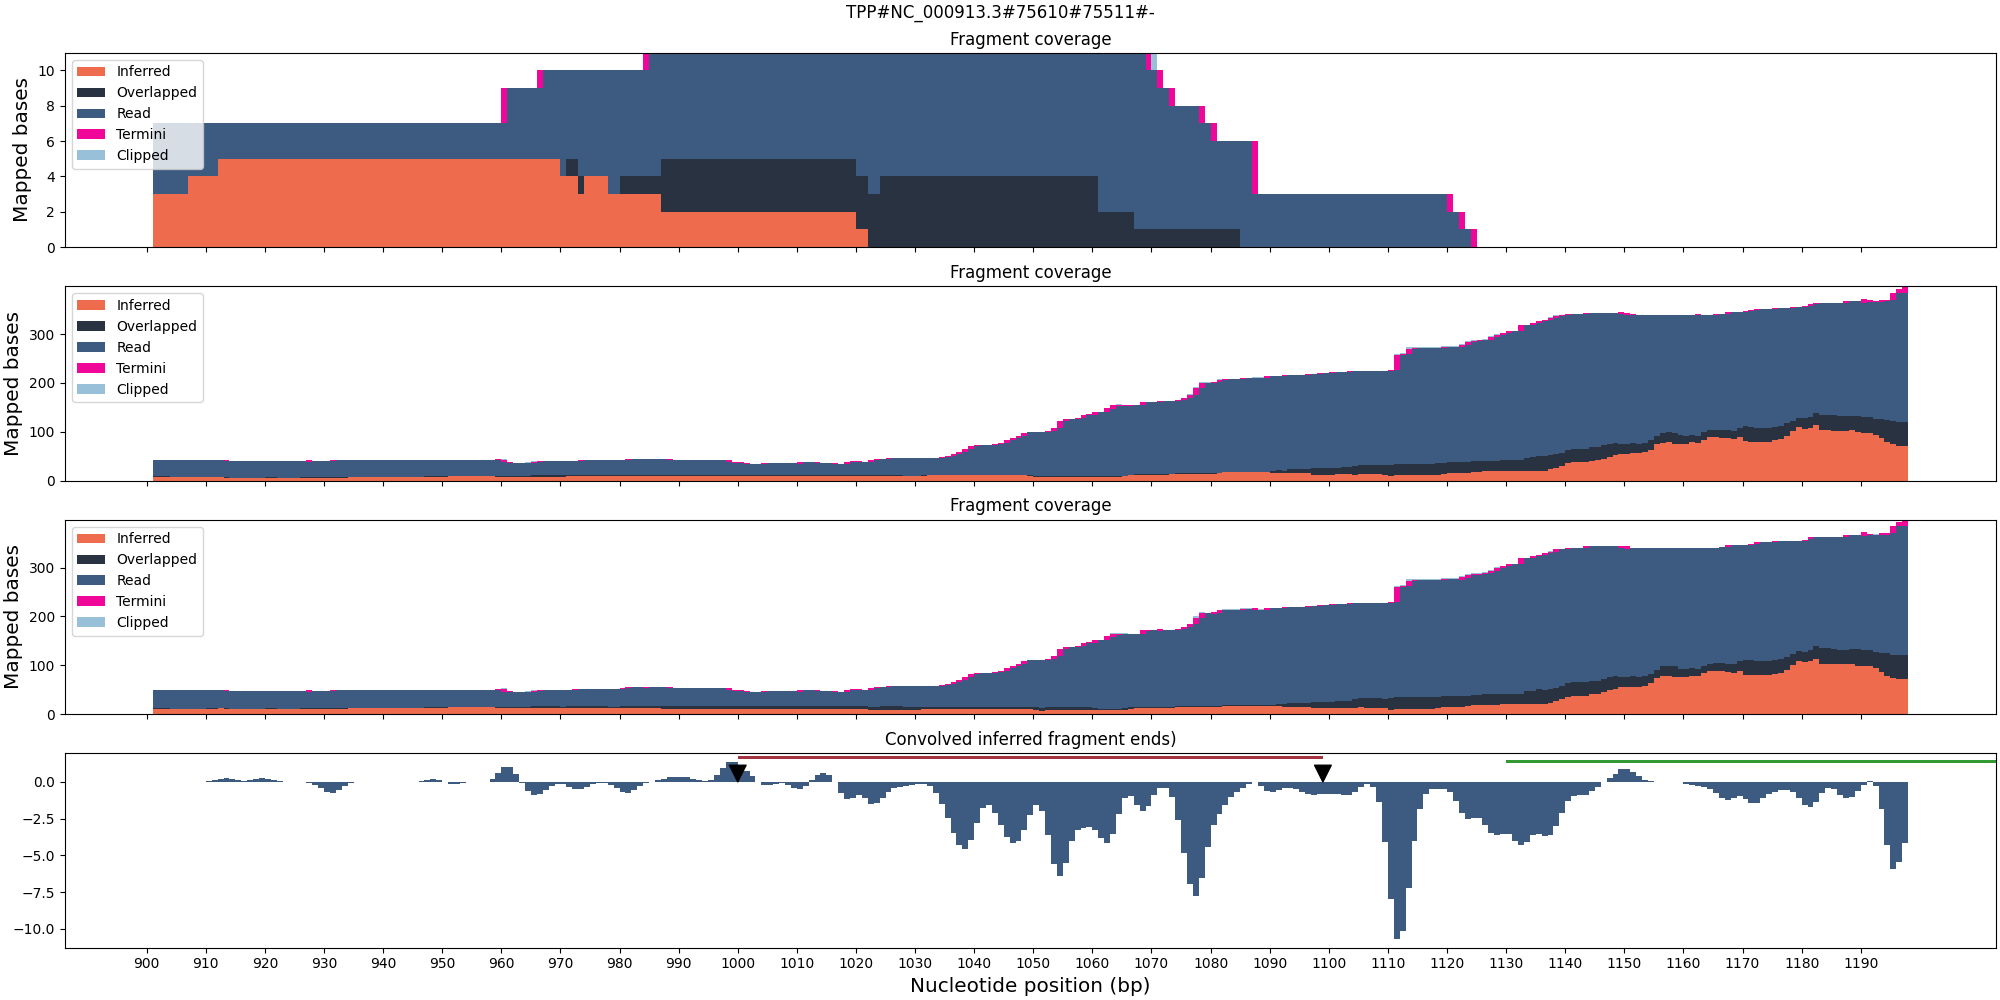 TPP#NC_000913.3#75610#75511#-
Fragment coverage
Mapped bases
10
8
6
4
2
0
Inferred
Overlapped
Read
Termini
Clipped
Fragment coverage
Mapped bases
300
200
100
0
Inferred
Overlapped
Read
Termini
Clipped
Fragment coverage
Mapped bases
300
200
100
0
Inferred
Overlapped
Read
Termini
Clipped
Convolved inferred fragment ends)
0.0
−2.5
−5.0
−7.5
−10.0
900 910 920 930 940 950 960 970 980 990 1000 1010 1020 1030 1040 1050 1060 1070 1080 1090 1100 1110 1120 1130 1140 1150 1160 1170 1180 1190
Nucleotide position (bp)